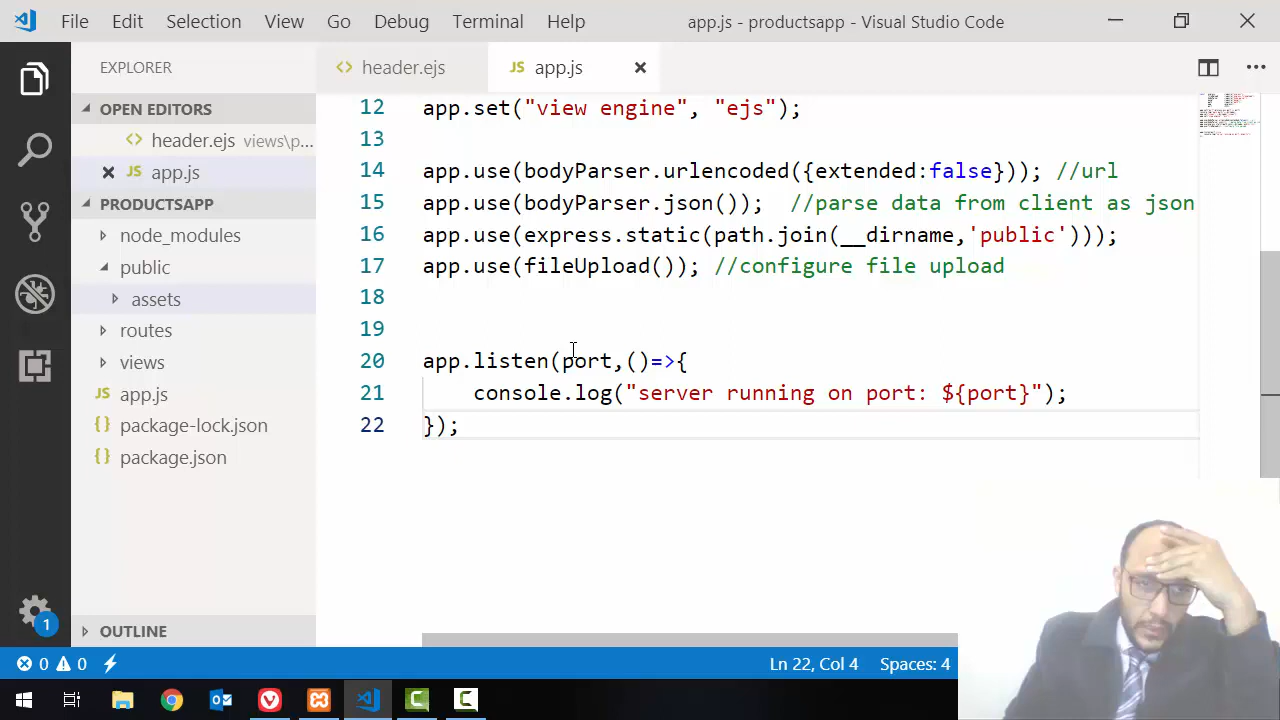 File Edit Selection View Go Debug Terminal Help app.js - productsapp - Visual Studio Code
EXPLORER
OPEN EDITORS
header.ejs views\p...
app.js
PRODUCTSAPP
node_modules
public
assets
routes
views
app.js
package-lock.json
package.json
OUTLINE
header.ejs app.js
12 app.set("view engine", "ejs");
13
14 app.use(bodyParser.urlencoded({extended:false})); //url
15 app.use(bodyParser.json()); //parse data from client as json
16 app.use(express.static(path.join(__dirname,'public')));
17 app.use(fileUpload()); //configure file upload
18
19
20 app.listen(port,()=>{
21 console.log("server running on port: ${port}");
22 });
1
0 0 Ln 22, Col 4 Spaces: 4